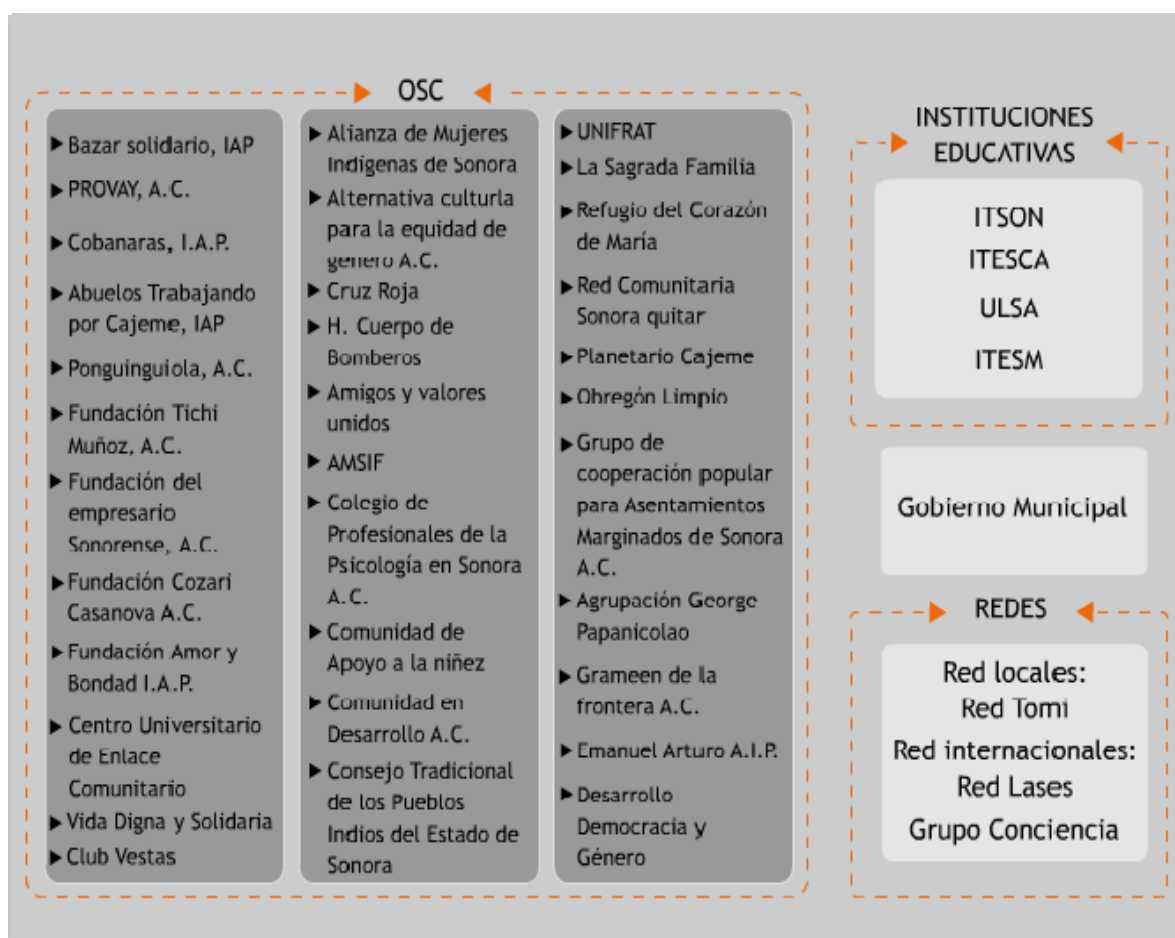 OSC
▶ Bazar solidario, IAP
▶ PROVAY, A.C.
▶ Cobanaras, I.A.P.
▶ Abuelos Trabajando
por Cajeme, IAP
▶ Ponguinguiola, A.C.
▶ Fundación Tichi
Muñoz, A.C.
▶ Fundación del
empresario
Sonorense, A.C.
▶ Fundación Cozari
Casanova A.C.
▶ Fundación Amor y
Bondad I.A.P.
▶ Centro Universitario
de Enlace
Comunitario
▶ Vida Digna y Solidaria
▶ Club Vestas
▶ Alianza de Mujeres
Indígenas de Sonora
▶ Alternativa culturla
para la equidad de
genero A.C.
▶ Cruz Roja
▶ H. Cuerpo de
Bomberos
▶ Amigos y valores
unidos
▶ AMSIF
▶ Colegio de
Profesionales de la
Psicología en Sonora
A.C.
▶ Comunidad de
Apoyo a la niñez
▶ Comunidad en
Desarrollo A.C.
▶ Consejo Tradicional
de los Pueblos
Indios del Estado de
Sonora
▶ UNIFRAT
▶ La Sagrada Familia
▶ Refugio del Corazón
de María
▶ Red Comunitaria
Sonora quitar
▶ Planetario Cajeme
▶ Obregón Limpio
▶ Grupo de
cooperación popular
para Asentamientos
Marginados de Sonora
A.C.
▶ Agrupación George
Papanicolao
▶ Grameen de la
frontera A.C.
▶ Emanuel Arturo A.I.P.
▶ Desarrollo
Democracia y
Género
INSTITUCIONES
EDUCATIVAS
ITSON
ITESCA
ULSA
ITESM
Gobierno Municipal
REDES
Red locales:
Red Tomi
Red internacionales:
Red Lases
Grupo Conciencia